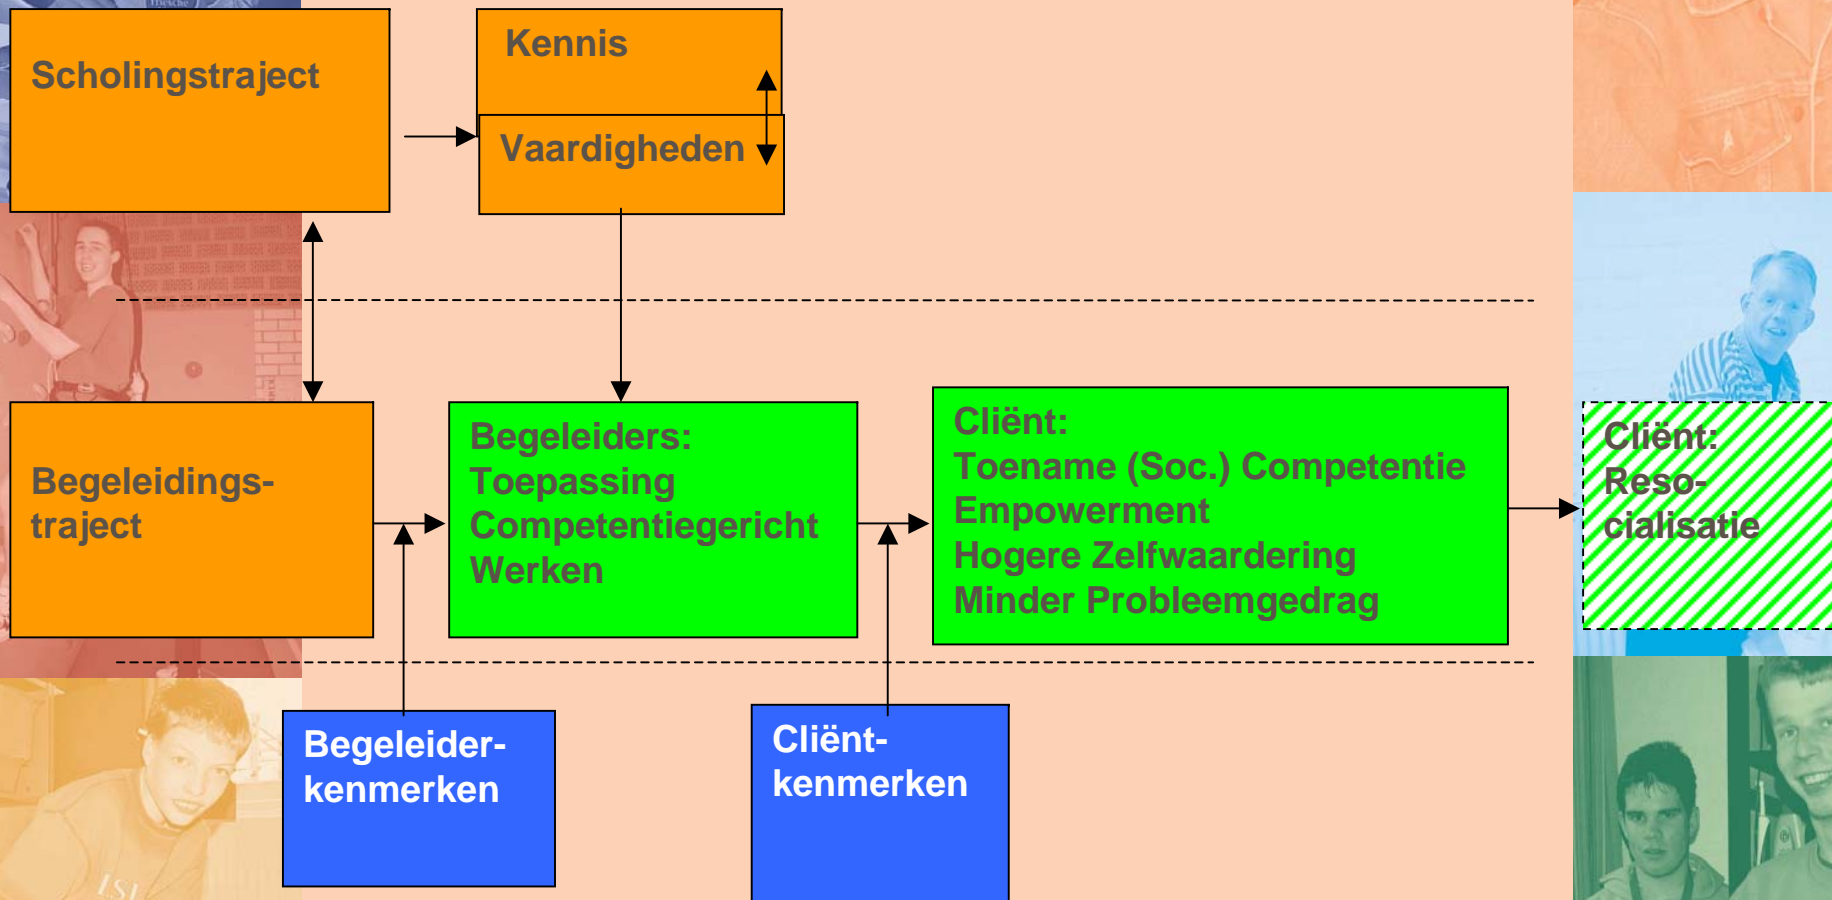 friesche
Scholingstraject
Kennis
Vaardigheden
Begeleidings-
traject
Begeleiders:
Toepassing
Competentiegericht
Werken
Cliënt:
Toename (Soc.) Competentie
Empowerment
Hogere Zelfwaardering
Minder Probleemgedrag
Cliënt:
Reso-
cialisatie
Begeleider-
kenmerken
Cliënt-
kenmerken